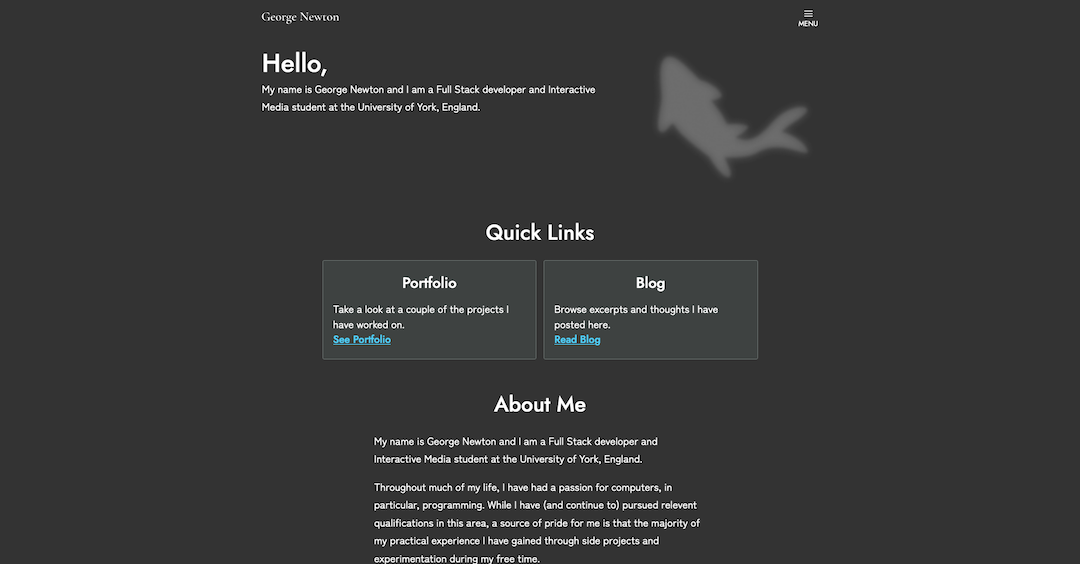 George Newton
MENU
Hello,
My name is George Newton and I am a Full Stack developer and Interactive
Media student at the University of York, England.
Quick Links
Portfolio
Take a look at a couple of the projects I
have worked on.
See Portfolio
Blog
Browse excerpts and thoughts I have
posted here.
Read Blog
About Me
My name is George Newton and I am a Full Stack developer and
Interactive Media student at the University of York, England.
Throughout much of my life, I have had a passion for computers, in
particular, programming. While I have (and continue to) pursued relevent
qualifications in this area, a source of pride for me is that the majority of
my practical experience I have gained through side projects and
experimentation during my free time.